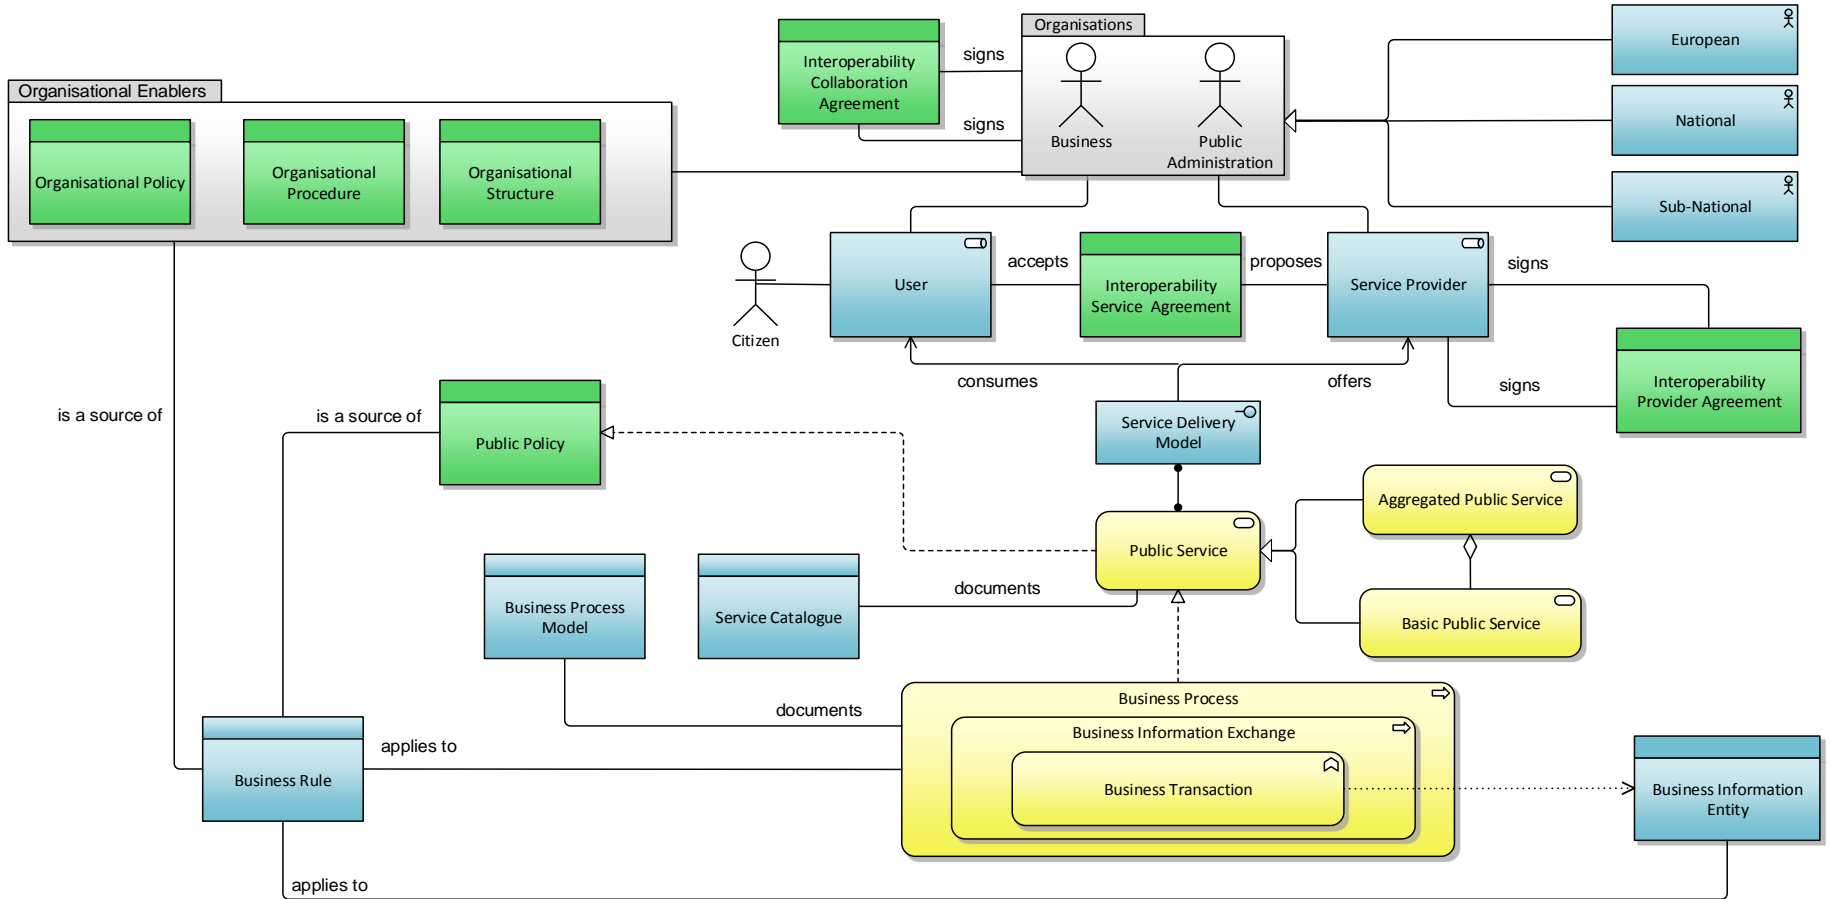 Organisations
European
signs
Interoperability
Collaboration
Agreement
Organisational Enablers
National
signs
Business
Public
Administration
Organisational Policy
Organisational
Procedure
Organisational
Structure
Sub-National
accepts
proposes
signs
User
Interoperability
Service Agreement
Service Provider
Citizen
consumes
offers
signs
Interoperability
Provider Agreement
is a source of
is a source of
Service Delivery
Model
Public Policy
Aggregated Public Service
Public Service
documents
Business Process
Model
Service Catalogue
Basic Public Service
Business Process
documents
Business Information Exchange
applies to
Business Rule
Business Transaction
Business Information
Entity
applies to